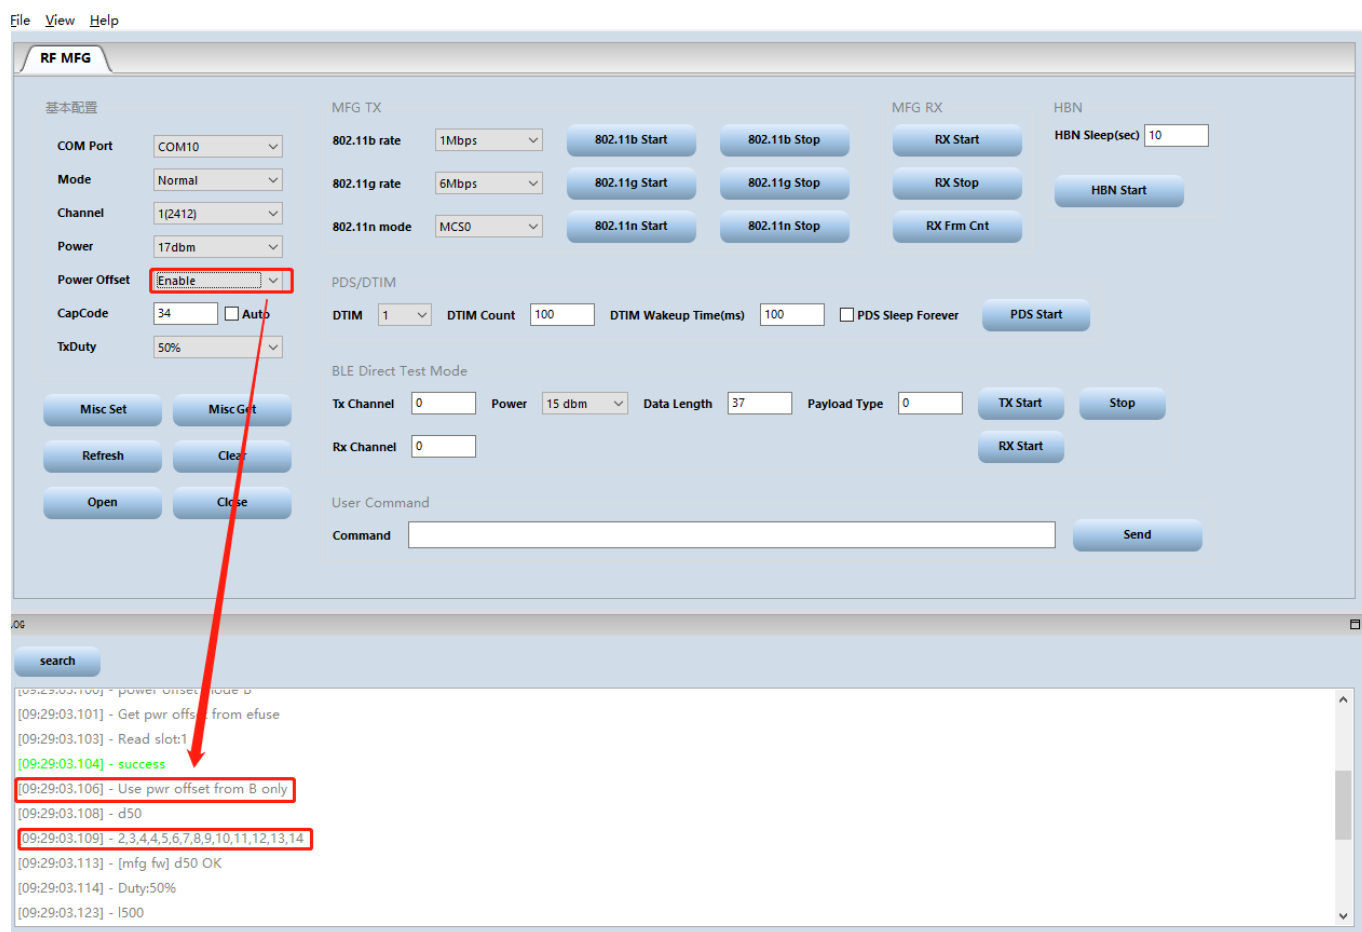 File View Help
RF MFG
基本配置
COM Port COM10
Mode Normal
Channel 1(2412)
Power 17dbm
Power Offset Enable
CapCode 34 Auto
TxDuty 50%
Misc Set Misc Get
Refresh Clear
Open Close
MFG TX
802.11b rate 1Mbps 802.11b Start 802.11b Stop
802.11g rate 6Mbps 802.11g Start 802.11g Stop
802.11n mode MCS0 802.11n Start 802.11n Stop
MFG RX
RX Start
RX Stop
RX Frm Cnt
HBN
HBN Sleep(sec) 10
HBN Start
PDS/DTIM
DTIM 1 DTIM Count 100 DTIM Wakeup Time(ms) 100 PDS Sleep Forever PDS Start
BLE Direct Test Mode
Tx Channel 0 Power 15 dbm Data Length 37 Payload Type 0 TX Start Stop
Rx Channel 0 RX Start
User Command
Command Send
search
[09:29:03.100] - power offset mode B
[09:29:03.101] - Get pwr offset from efuse
[09:29:03.103] - Read slot:1
[09:29:03.104] - success
[09:29:03.106] - Use pwr offset from B only
[09:29:03.108] - d50
[09:29:03.109] - 2,3,4,4,5,6,7,8,9,10,11,12,13,14
[09:29:03.113] - [mfg fw] d50 OK
[09:29:03.114] - Duty:50%
[09:29:03.123] - l500